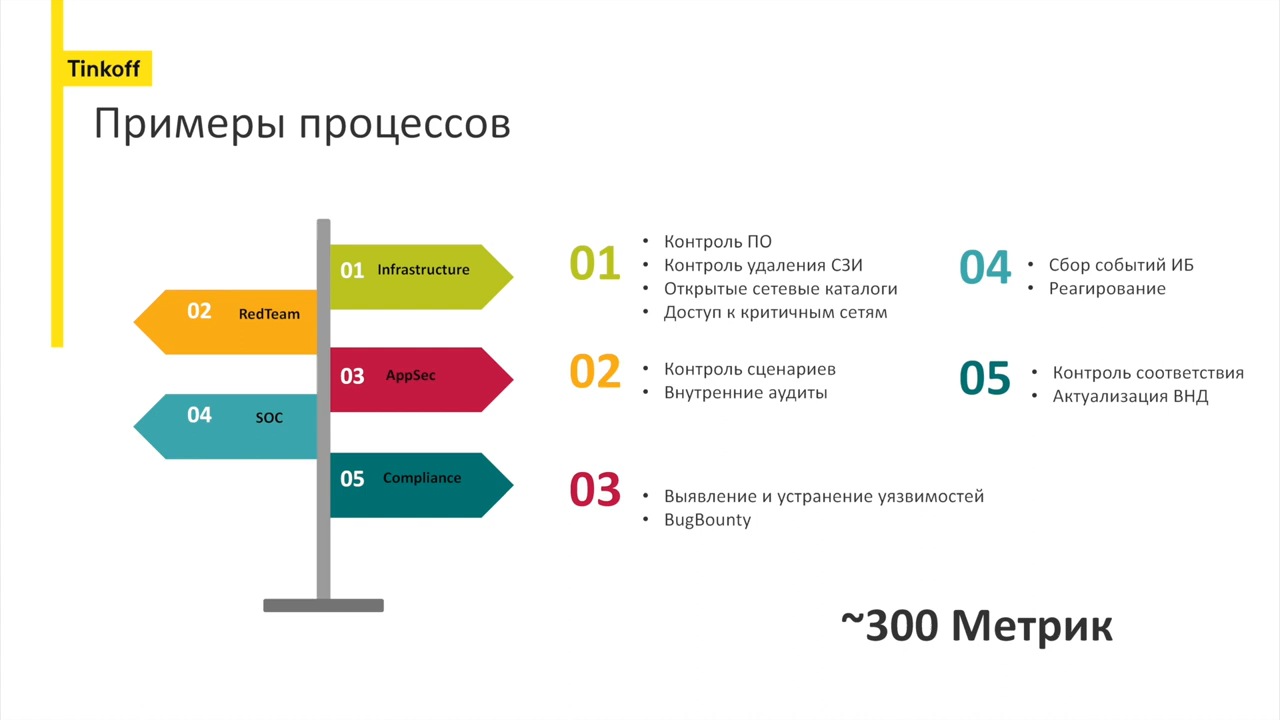 Tinkoff
Примеры процессов
01 Infrastructure
02 RedTeam
03 AppSec
04 SOC
05 Compliance
01
• Контроль ПО
• Контроль удаления СЗИ
• Открытые сетевые каталоги
• Доступ к критичным сетям
02
• Контроль сценариев
• Внутренние аудиты
03
• Выявление и устранение уязвимостей
• BugBounty
04
• Сбор событий ИБ
• Реагирование
05
• Контроль соответствия
• Актуализация ВНД
~300 Метрик